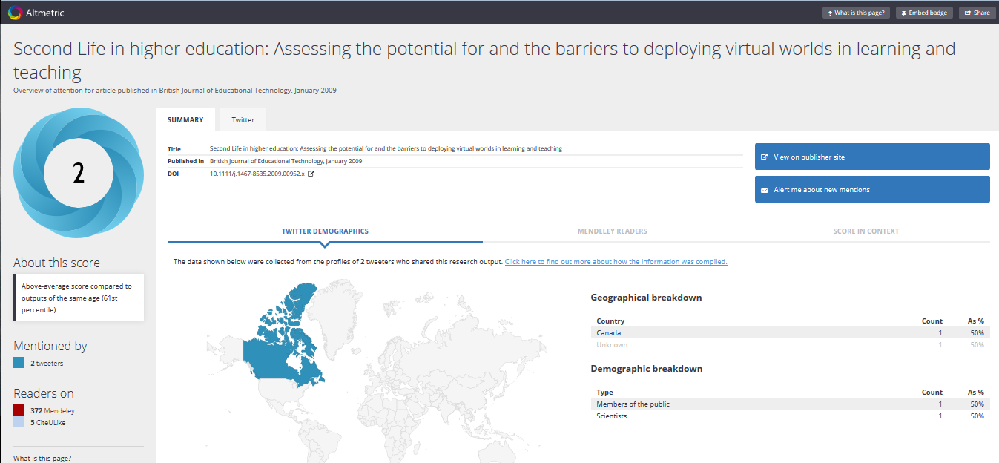 Altmetric
? What is this page?
Embed badge
Share
Second Life in higher education: Assessing the potential for and the barriers to deploying virtual worlds in learning and
teaching
Overview of attention for article published in British Journal of Educational Technology, January 2009
2
SUMMARY
Twitter
Title Second Life in higher education: Assessing the potential for and the barriers to deploying virtual worlds in learning and teaching
Published in British Journal of Educational Technology, January 2009
DOI 10.1111/j.1467-8535.2009.00952.x
View on publisher site
Alert me about new mentions
About this score
Above-average score compared to
outputs of the same age (61st
percentile)
Mentioned by
2 tweeters
Readers on
372 Mendeley
5 CiteULike
What is this page?
TWITTER DEMOGRAPHICS
MENDELEY READERS
SCORE IN CONTEXT
The data shown below were collected from the profiles of 2 tweeters who shared this research output. Click here to find out more about how the information was compiled.
Geographical breakdown
Country Count As %
Canada 1 50%
Unknown 1 50%
Demographic breakdown
Type Count As %
Members of the public 1 50%
Scientists 1 50%